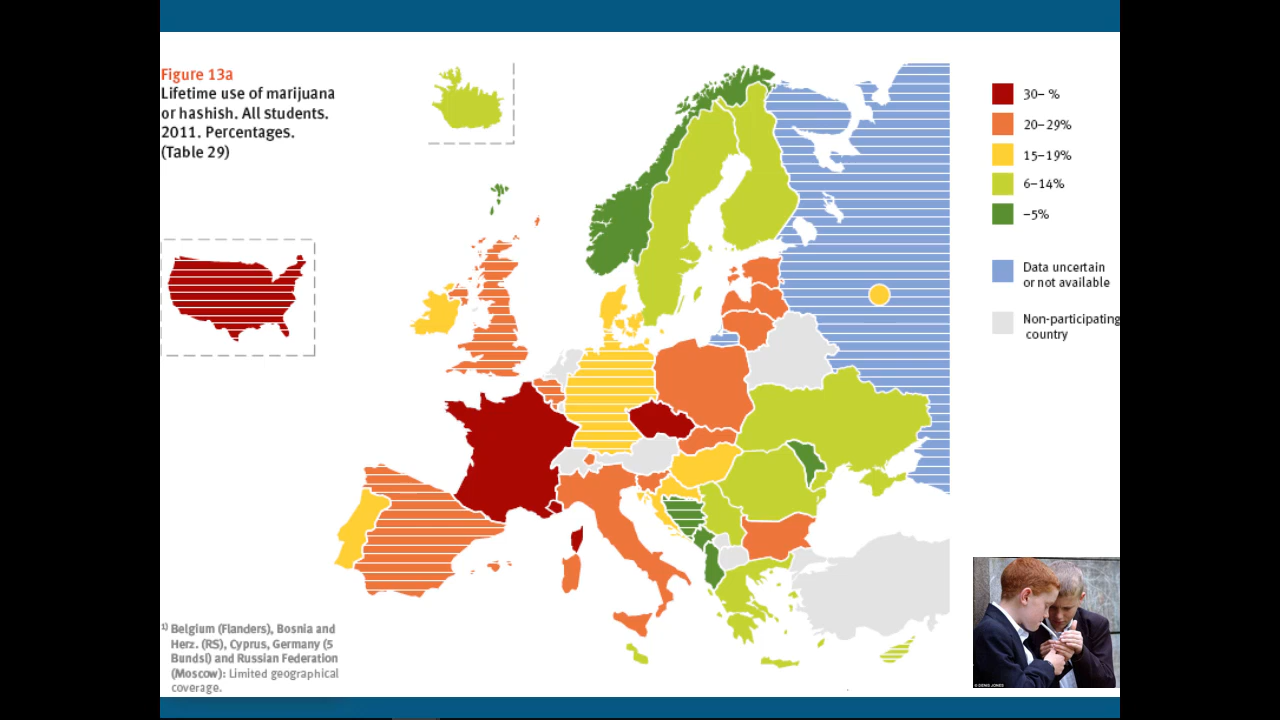 Figure 13a
Lifetime use of marijuana
or hashish. All students.
2011. Percentages.
(Table 29)
30– %
20–29%
15–19%
6–14%
–5%
Data uncertain
or not available
Non-participating
country
1) Belgium (Flanders), Bosnia and
Herz. (RS), Cyprus, Germany (5
Bundsl) and Russian Federation
(Moscow): Limited geographical
coverage.
© DENIS JONES